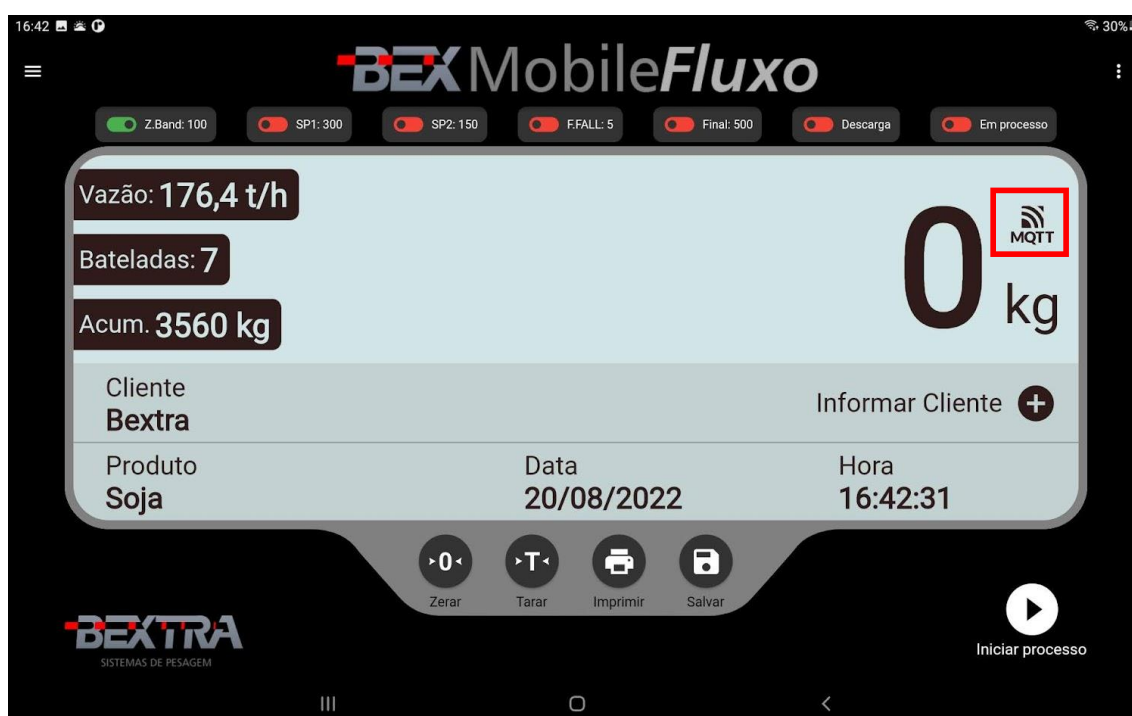 16:42
30%
BEX MobileFluxo
Z.Band: 100
SP1: 300
SP2: 150
F.FALL: 5
Final: 500
Descarga
Em processo
Vazão: 176,4 t/h
Bateladas: 7
Acum. 3560 kg
0 kg
MQTT
Cliente
Bextra
Informar Cliente
Produto
Soja
Data
20/08/2022
Hora
16:42:31
>0<
>T<
Zerar
Tarar
Imprimir
Salvar
BEXTRA
SISTEMAS DE PESAGEM
Iniciar processo